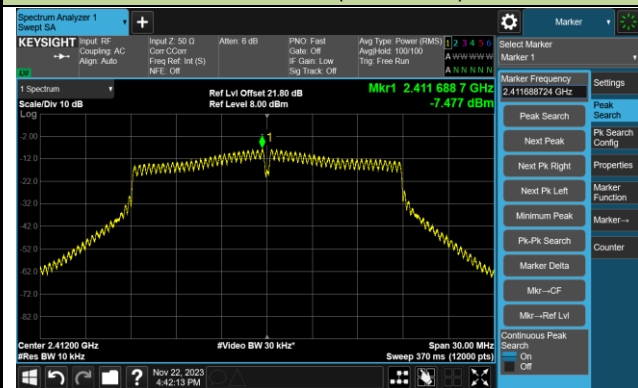 Spectrum Analyzer 1
Swept SA
Marker
KEYSIGHT
Input: RF
Coupling: AC
Align: Auto
Input Z: 50 Ω
Corr CCorr
Freq Ref: Int (S)
NFE: Off
Atten: 6 dB
PNO: Fast
Gate: Off
IF Gain: Low
Sig Track: Off
Avg Type: Power (RMS)
Avg|Hold: 100/100
Trig: Free Run
1 2 3 4 5 6
A W W W W W
A N N N N N
LXI
Select Marker
Marker 1
1 Spectrum
Scale/Div 10 dB
Log
Ref Lvl Offset 21.80 dB
Ref Level 8.00 dBm
Mkr1 2.411 688 7 GHz
-7.477 dBm
-2.00
-12.0
-22.0
-32.0
-42.0
-52.0
-62.0
-72.0
-82.0
1
Center 2.41200 GHz
#Res BW 10 kHz
#Video BW 30 kHz*
Span 30.00 MHz
Sweep 370 ms (12000 pts)
Marker Frequency
2.411688724 GHz
Peak Search
Next Peak
Next Pk Right
Next Pk Left
Minimum Peak
Pk-Pk Search
Marker Delta
Mkr→CF
Mkr→Ref Lvl
Continuous Peak
Search
On
Off
Settings
Peak
Search
Pk Search
Config
Properties
Marker
Function
Marker→
Counter
Nov 22, 2023
4:42:13 PM